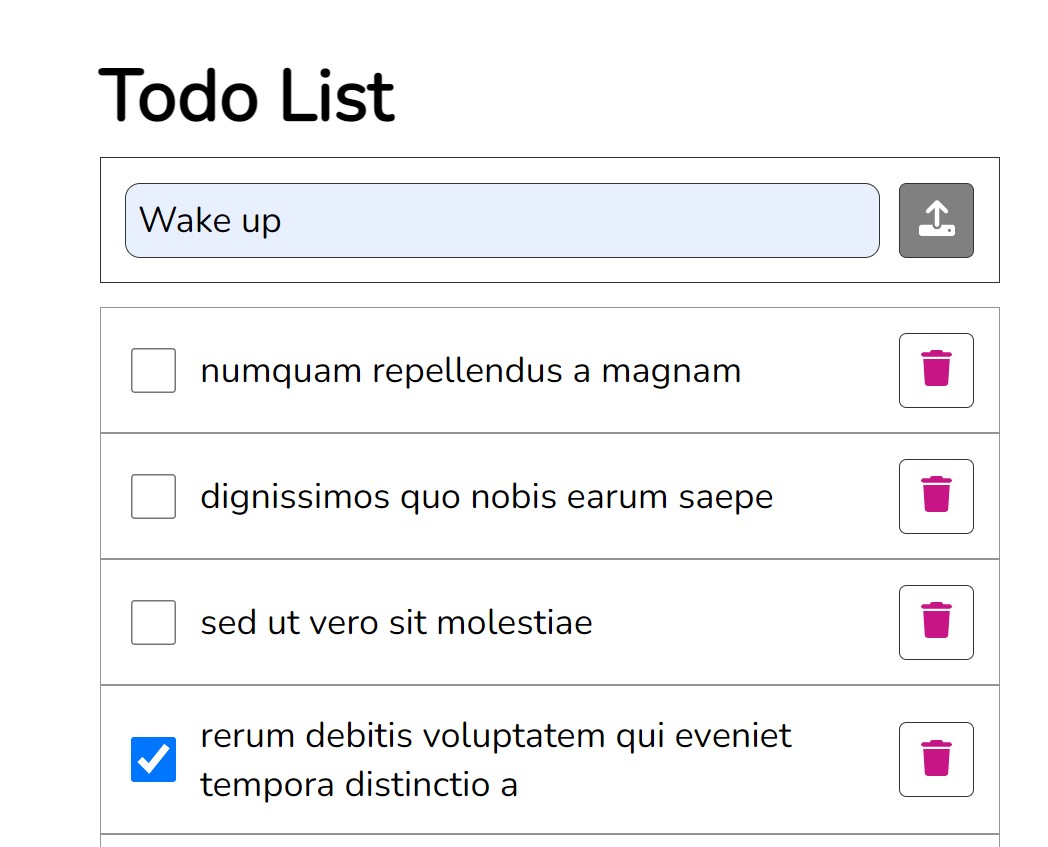 Todo List
Wake up
numquam repellendus a magnam
dignissimos quo nobis earum saepe
sed ut vero sit molestiae
rerum debitis voluptatem qui eveniet
tempora distinctio a